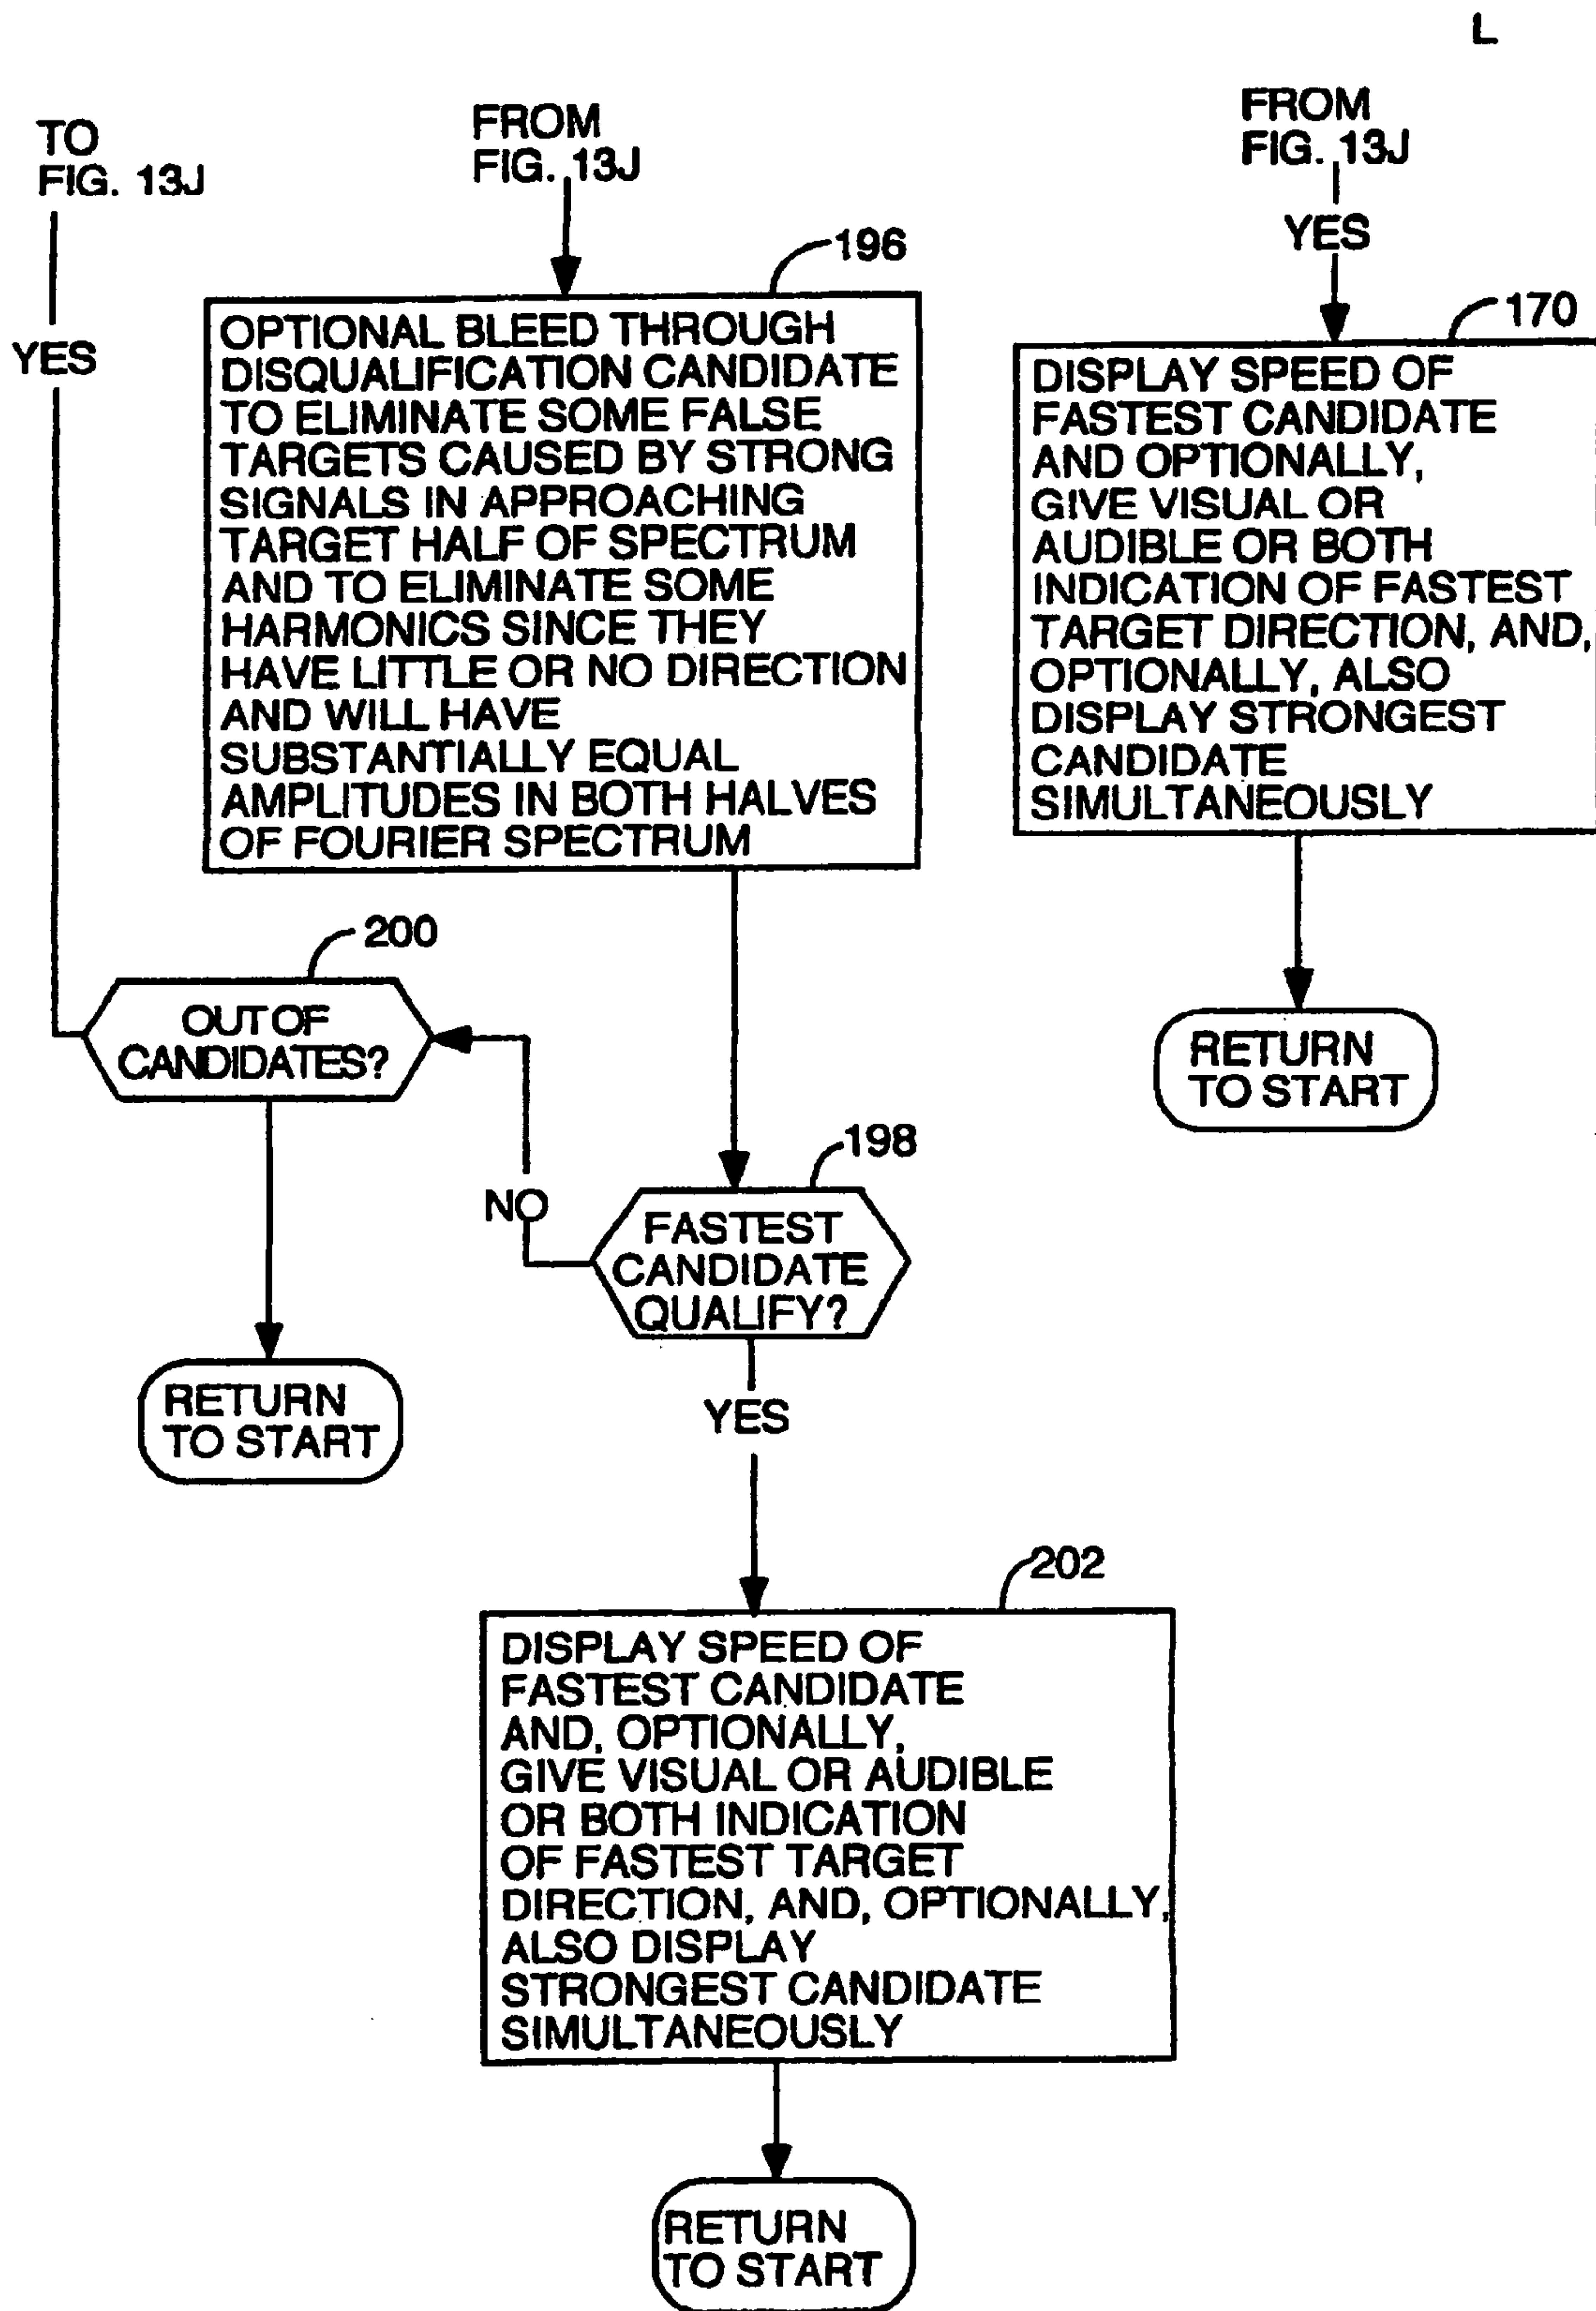 L
TO
FIG. 13J
YES
FROM
FIG. 13J
196
OPTIONAL BLEED THROUGH
DISQUALIFICATION CANDIDATE
TO ELIMINATE SOME FALSE
TARGETS CAUSED BY STRONG
SIGNALS IN APPROACHING
TARGET HALF OF SPECTRUM
AND TO ELIMINATE SOME
HARMONICS SINCE THEY
HAVE LITTLE OR NO DIRECTION
AND WILL HAVE
SUBSTANTIALLY EQUAL
AMPLITUDES IN BOTH HALVES
OF FOURIER SPECTRUM
FROM
FIG. 13J
YES
170
DISPLAY SPEED OF
FASTEST CANDIDATE
AND OPTIONALLY,
GIVE VISUAL OR
AUDIBLE OR BOTH
INDICATION OF FASTEST
TARGET DIRECTION, AND,
OPTIONALLY, ALSO
DISPLAY STRONGEST
CANDIDATE
SIMULTANEOUSLY
RETURN
TO START
200
OUT OF
CANDIDATES?
RETURN
TO START
NO
198
FASTEST
CANDIDATE
QUALIFY?
YES
202
DISPLAY SPEED OF
FASTEST CANDIDATE
AND, OPTIONALLY,
GIVE VISUAL OR AUDIBLE
OR BOTH INDICATION
OF FASTEST TARGET
DIRECTION, AND, OPTIONALLY,
ALSO DISPLAY
STRONGEST CANDIDATE
SIMULTANEOUSLY
RETURN
TO START